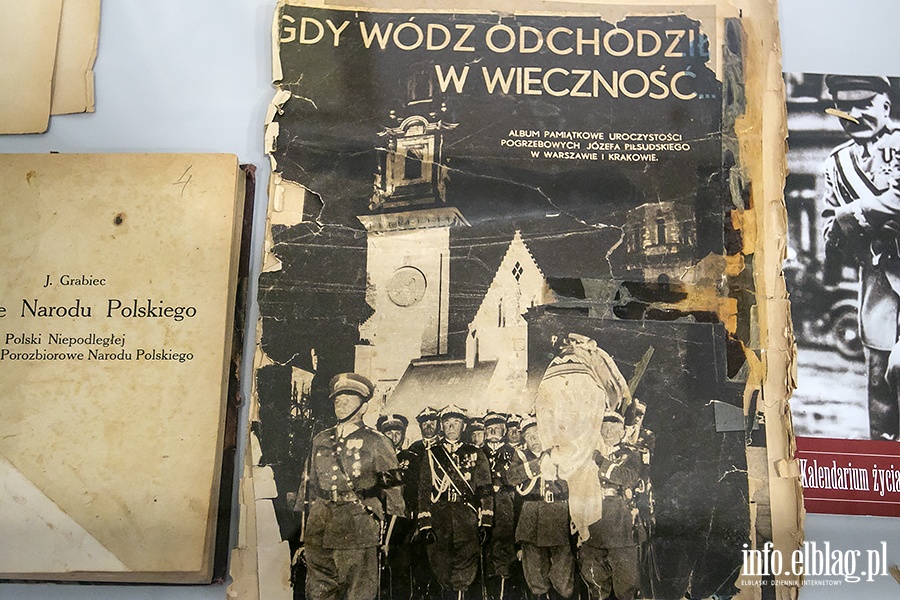 GDY WÓDZ ODCHODZI
W WIECZNOŚĆ...
ALBUM PAMIĄTKOWE UROCZYSTOŚCI
POGRZEBOWYCH JÓZEFA PIŁSUDSKIEGO
W WARSZAWIE I KRAKOWIE.
4
J. Grabiec
e Narodu Polskiego
Polski Niepodległej
Porozbiorowe Narodu Polskiego
Kalendarium życia
info.elblag.pl
ELBLĄSKI DZIENNIK INTERNETOWY